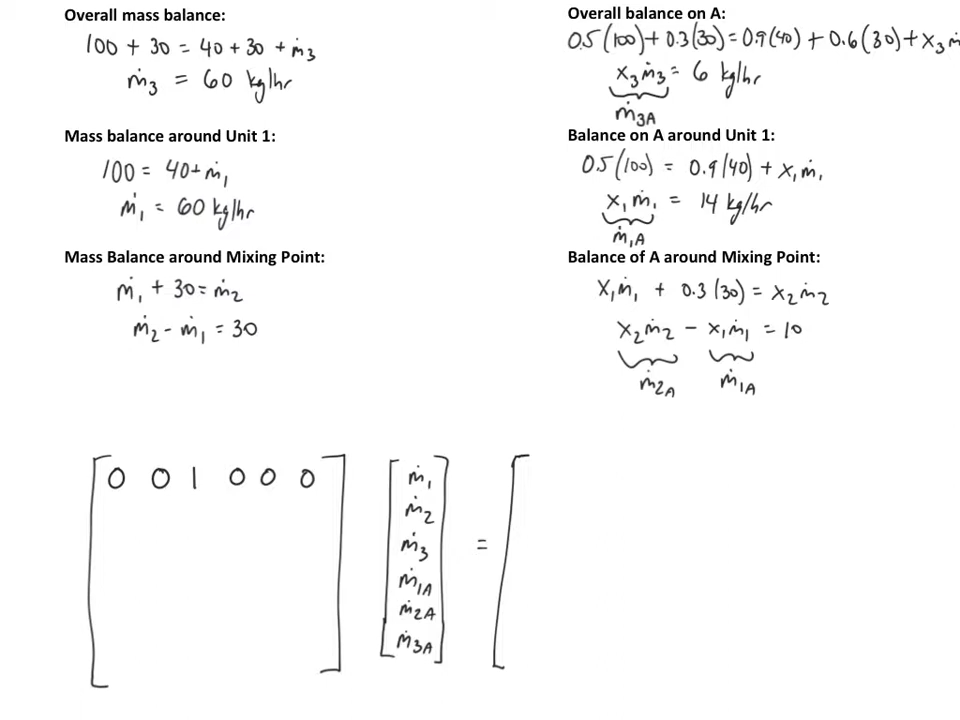 Overall mass balance:
100 + 30 = 40 + 30 + ṁ₃
ṁ₃ = 60 kg/hr
Mass balance around Unit 1:
100 = 40 + ṁ₁
ṁ₁ = 60 kg/hr
Mass Balance around Mixing Point:
ṁ₁ + 30 = ṁ₂
ṁ₂ - ṁ₁ = 30
Overall balance on A:
0.5(100) + 0.3(30) = 0.9(40) + 0.6(30) + x₃ṁ
x₃ṁ₃ = 6 kg/hr
ṁ3A
Balance on A around Unit 1:
0.5(100) = 0.9(40) + x₁ṁ₁
x₁ṁ₁ = 14 kg/hr
ṁ1A
Balance of A around Mixing Point:
x₁ṁ₁ + 0.3(30) = x₂ṁ₂
x₂ṁ₂ - x₁ṁ₁ = 10
ṁ2A ṁ1A
0 0 1 0 0 0 ṁ₁
ṁ₂
ṁ₃ =
ṁ1A
ṁ2A
ṁ3A